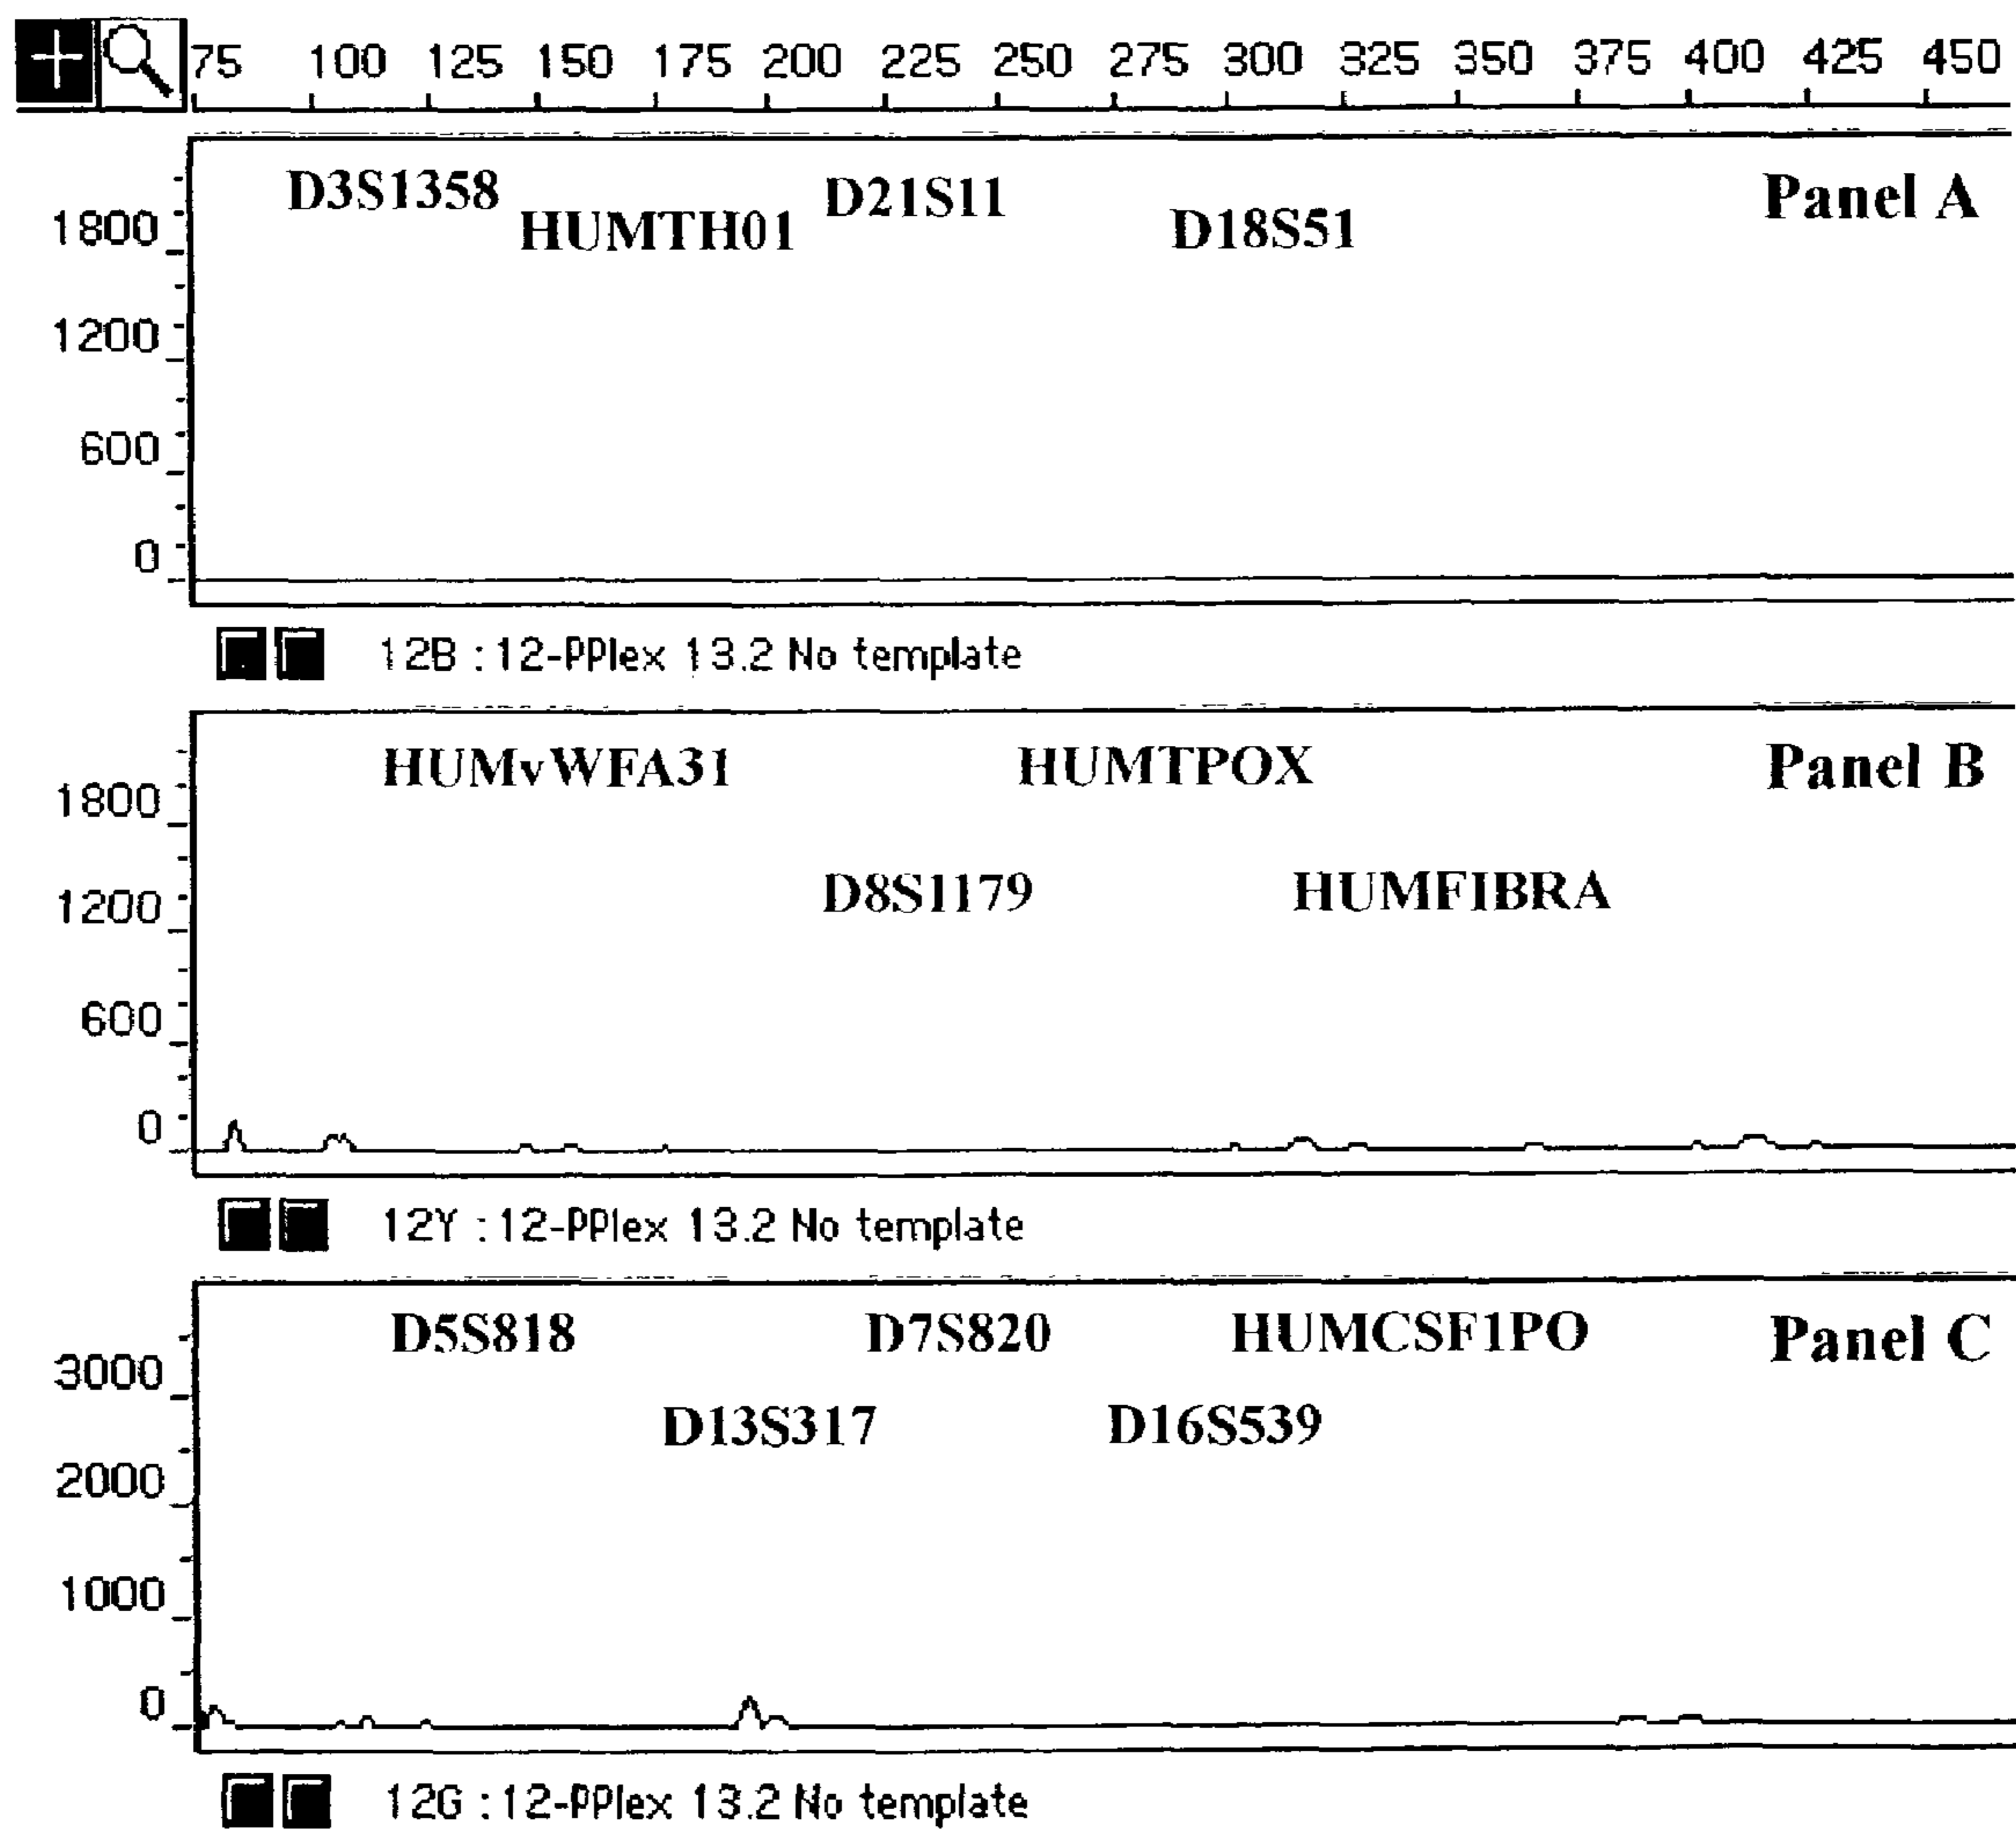 75 100 125 150 175 200 225 250 275 300 325 350 375 400 425 450
D3S1358 D21S11 Panel A
HUMTH01 D18S51
1800
1200
600
0
12B : 12-PPlex 13.2 No template
HUMvWFA31 HUMTPOX Panel B
1800
D8S1179 HUMFIBRA
1200
600
0
12Y : 12-PPlex 13.2 No template
D5S818 D7S820 HUMCSF1PO Panel C
3000
D13S317 D16S539
2000
1000
0
12G : 12-PPlex 13.2 No template